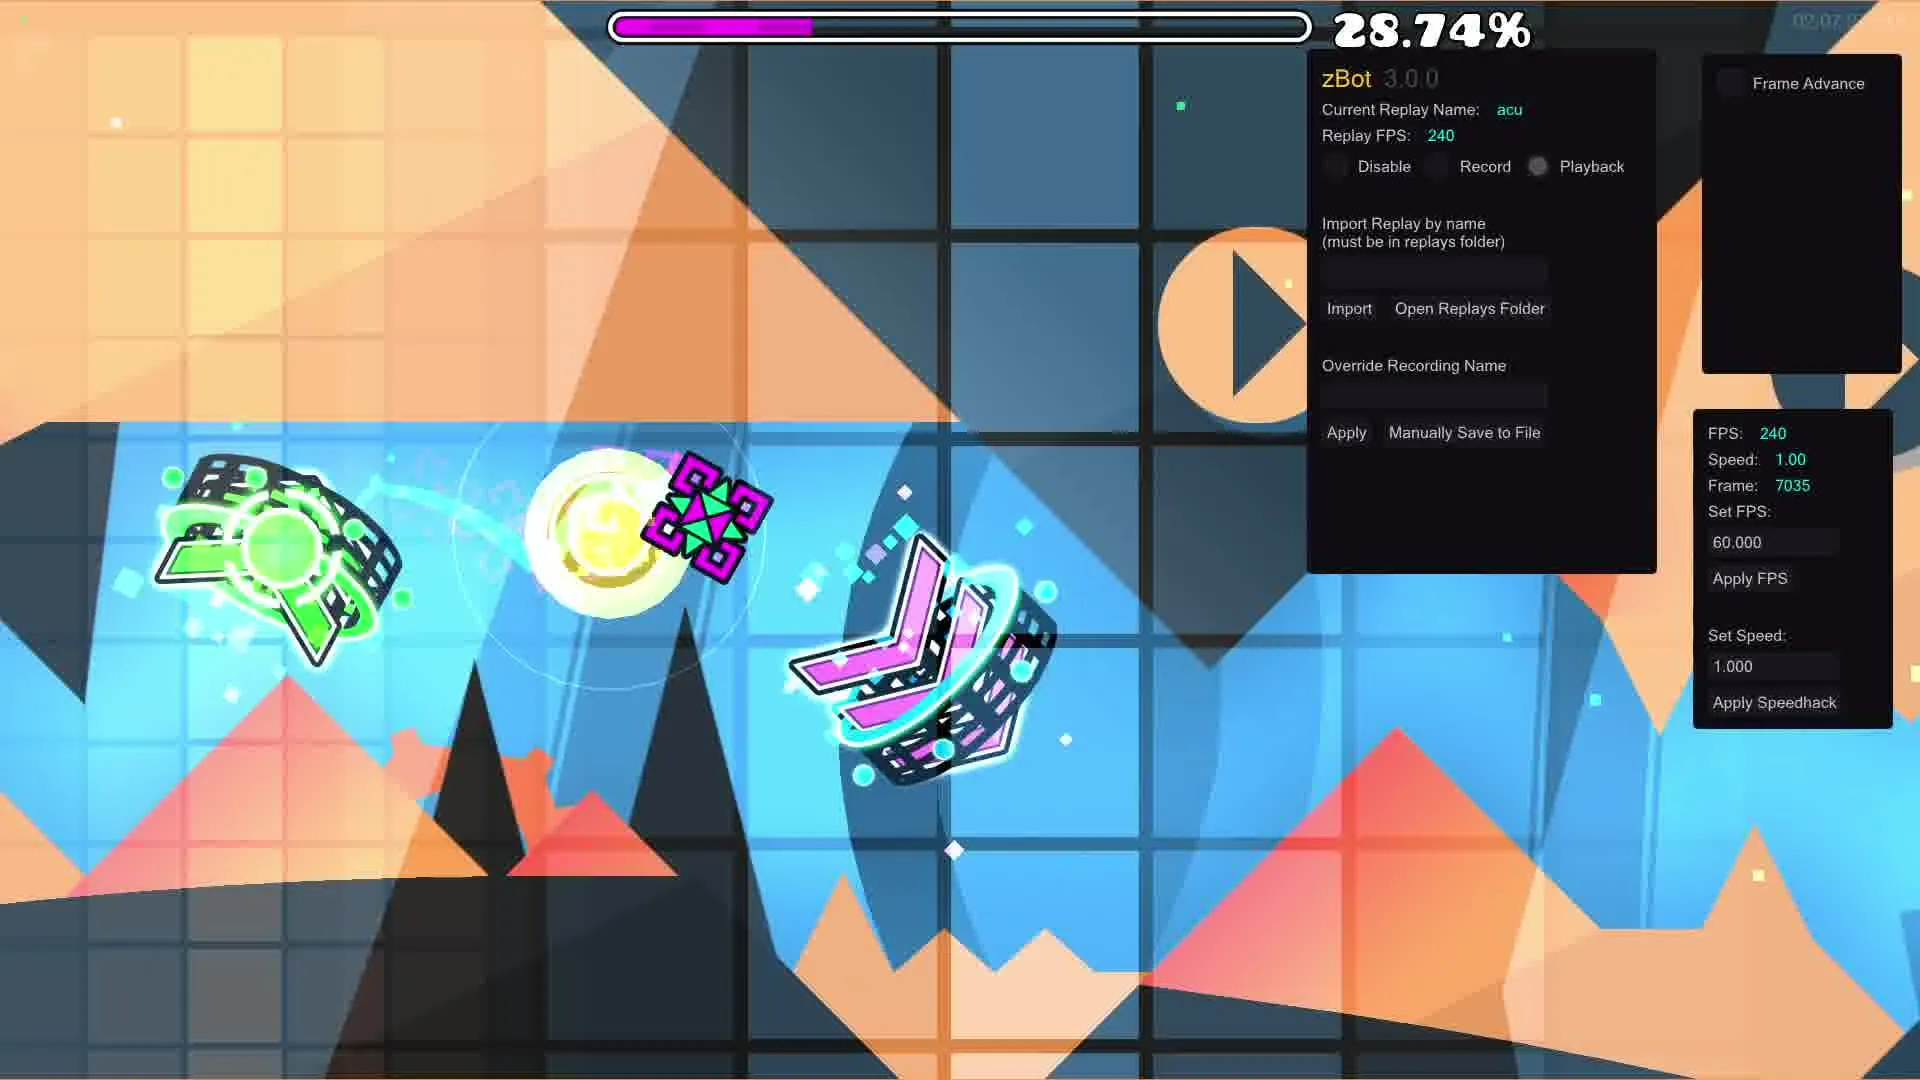 28.74%
zBot 3.0.0
Current Replay Name: acu
Replay FPS: 240
Disable Record Playback
Import Replay by name
(must be in replays folder)
Import Open Replays Folder
Override Recording Name
Apply Manually Save to File
Frame Advance
FPS: 240
Speed: 1.00
Frame: 7035
Set FPS:
60.000
Apply FPS
Set Speed:
1.000
Apply Speedhack